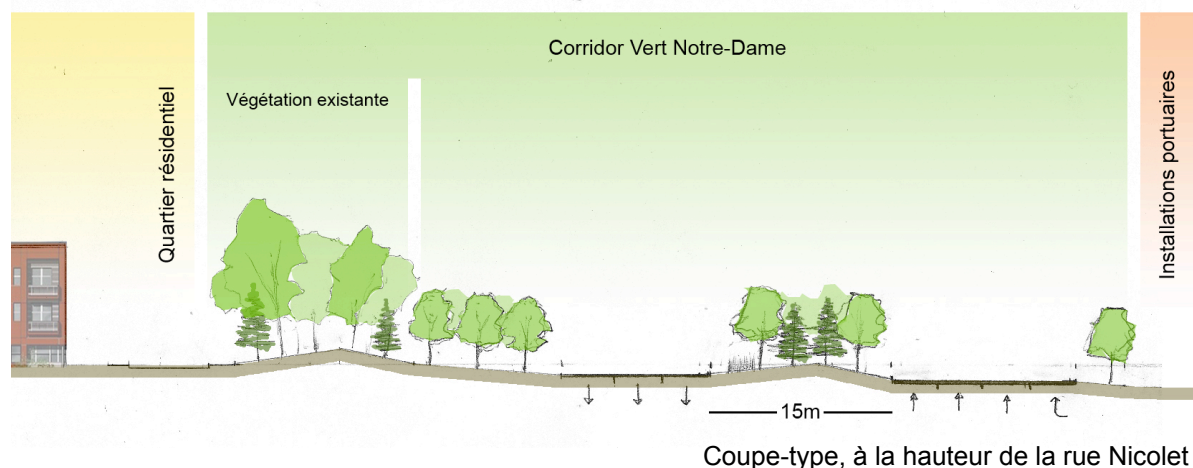 Corridor Vert Notre-Dame
Végétation existante
Quartier résidentiel
Installations portuaires
15m
Coupe-type, à la hauteur de la rue Nicolet